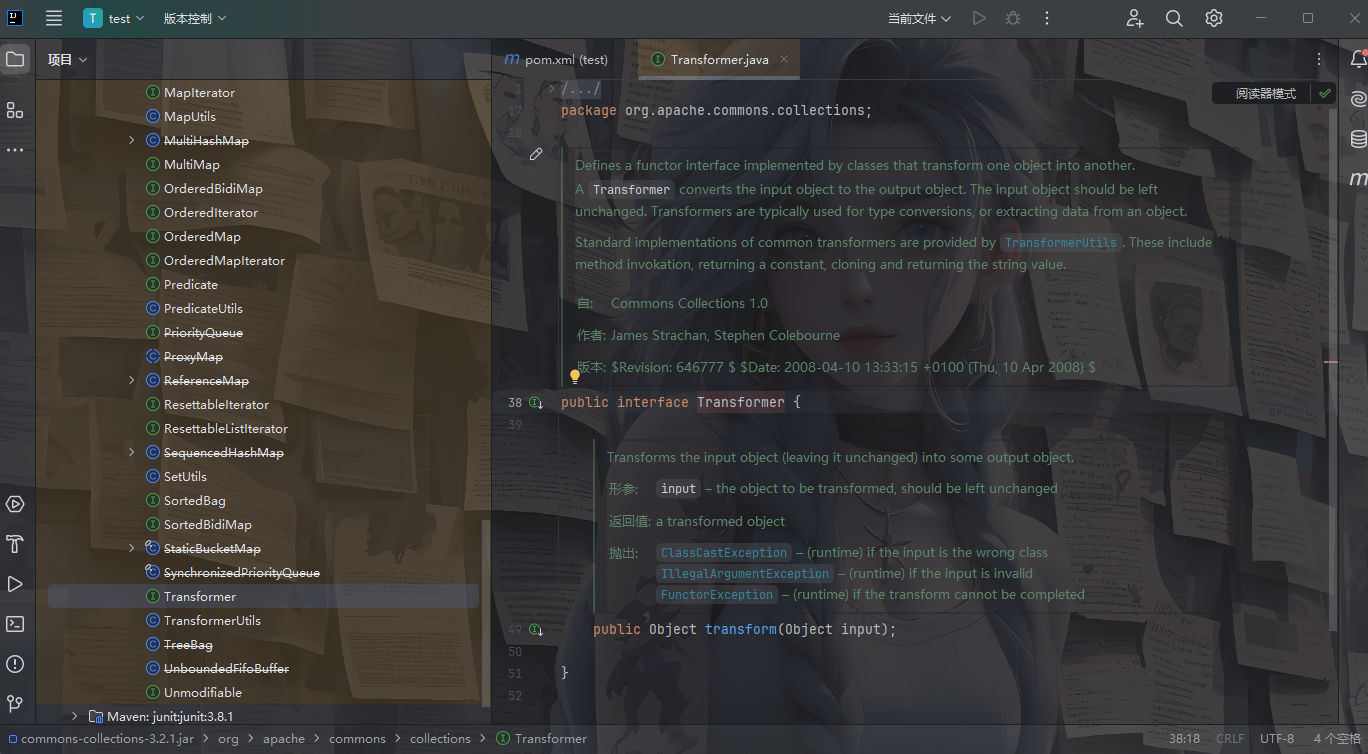 test
版本控制
当前文件
项目
pom.xml (test)
Transformer.java
MapIterator
MapUtils
MultiHashMap
MultiMap
OrderedBidiMap
OrderedIterator
OrderedMap
OrderedMapIterator
Predicate
PredicateUtils
PriorityQueue
ProxyMap
ReferenceMap
ResettableIterator
ResettableListIterator
SequencedHashMap
SetUtils
SortedBag
SortedBidiMap
StaticBucketMap
SynchronizedPriorityQueue
Transformer
TransformerUtils
TreeBag
UnboundedFifoBuffer
Unmodifiable
Maven: junit:junit:3.8.1
阅读器模式
1 /.../
17 package org.apache.commons.collections;
18
Defines a functor interface implemented by classes that transform one object into another.
A Transformer converts the input object to the output object. The input object should be left
unchanged. Transformers are typically used for type conversions, or extracting data from an object.
Standard implementations of common transformers are provided by TransformerUtils. These include
method invokation, returning a constant, cloning and returning the string value.
自: Commons Collections 1.0
作者: James Strachan, Stephen Colebourne
版本: $Revision: 646777 $ $Date: 2008-04-10 13:33:15 +0100 (Thu, 10 Apr 2008) $
38 public interface Transformer {
39
Transforms the input object (leaving it unchanged) into some output object.
形参: input – the object to be transformed, should be left unchanged
返回值: a transformed object
抛出: ClassCastException – (runtime) if the input is the wrong class
IllegalArgumentException – (runtime) if the input is invalid
FunctorException – (runtime) if the transform cannot be completed
49 public Object transform(Object input);
50
51 }
52
commons-collections-3.2.1.jar > org > apache > commons > collections > Transformer
38:18 CRLF UTF-8 4 个空格